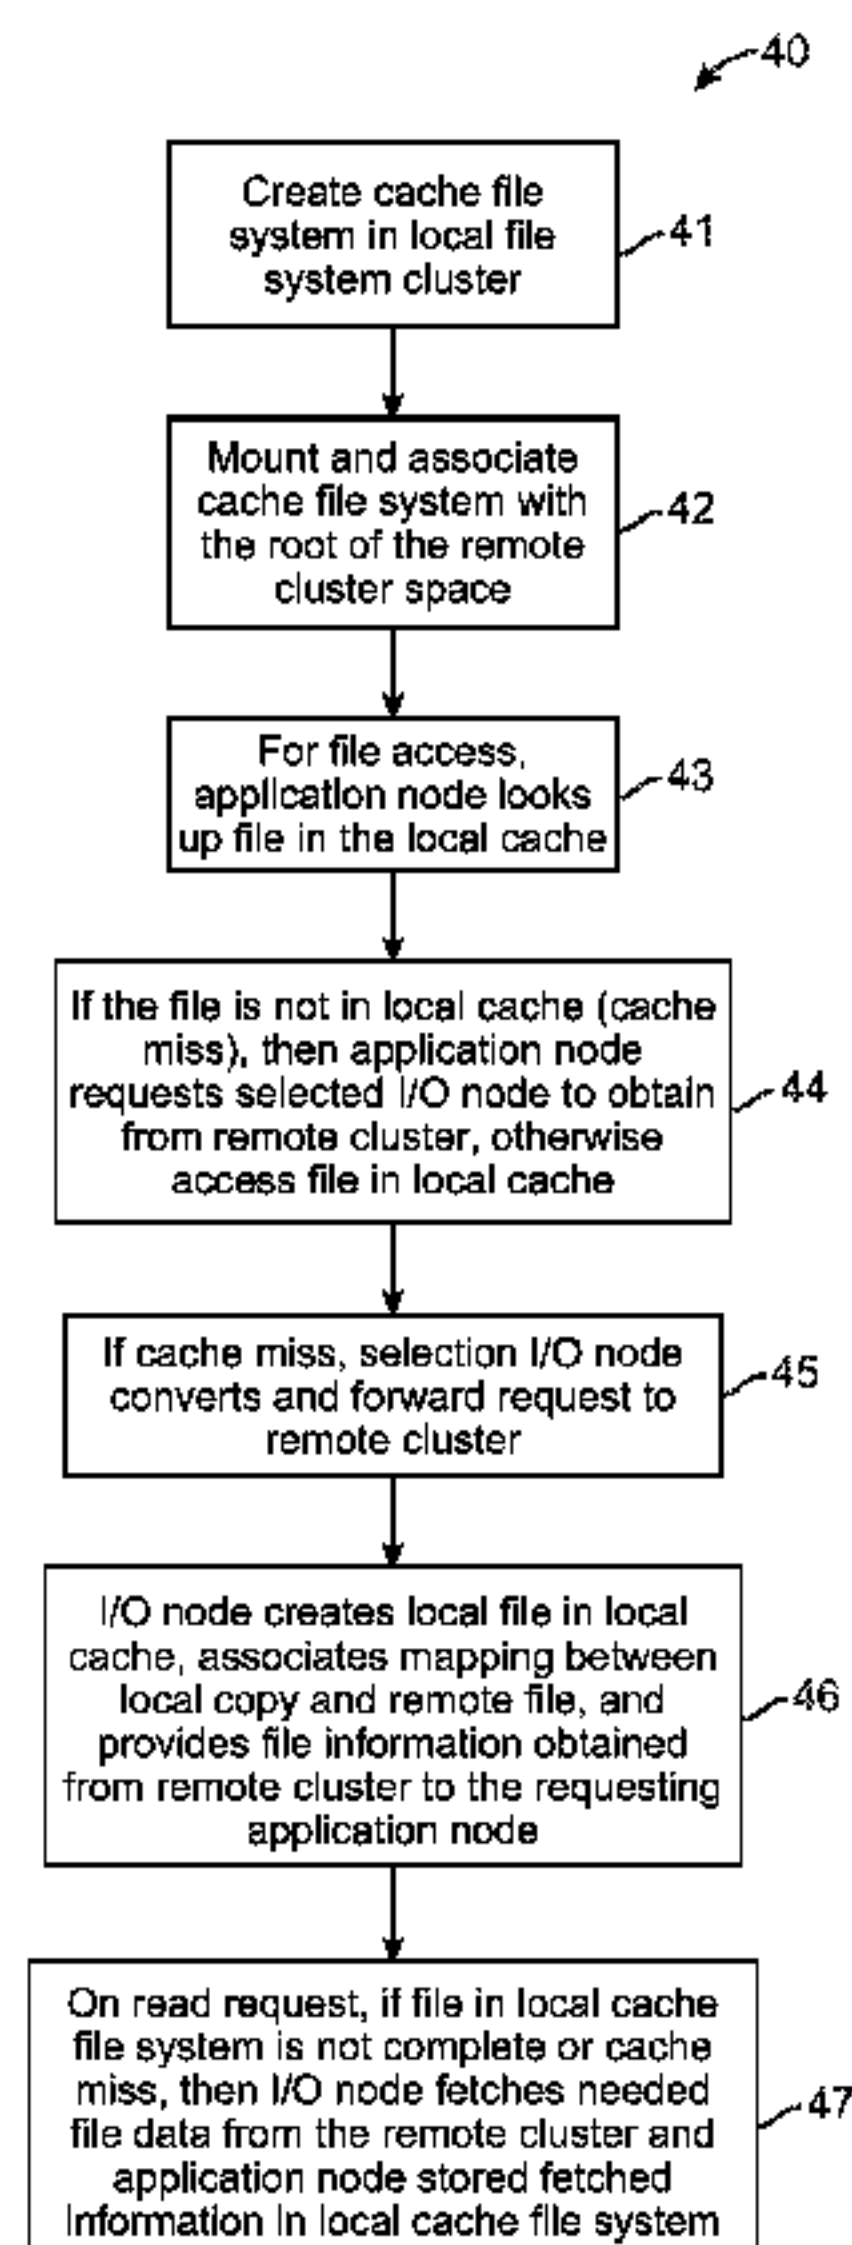 40
Create cache file
system in local file
system cluster
41
Mount and associate
cache file system with
the root of the remote
cluster space
42
For file access,
application node looks
up file in the local cache
43
If the file is not in local cache (cache
miss), then application node
requests selected I/O node to obtain
from remote cluster, otherwise
access file in local cache
44
If cache miss, selection I/O node
converts and forward request to
remote cluster
45
I/O node creates local file in local
cache, associates mapping between
local copy and remote file, and
provides file information obtained
from remote cluster to the requesting
application node
46
On read request, if file in local cache
file system is not complete or cache
miss, then I/O node fetches needed
file data from the remote cluster and
application node stored fetched
information in local cache file system
47